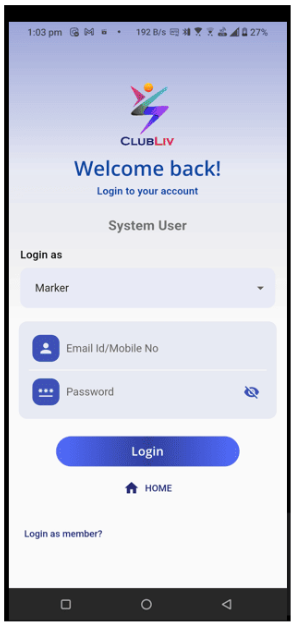 1:03 pm 192 B/s 27%
CLUBLIV
Welcome back!
Login to your account
System User
Login as
Marker
Email Id/Mobile No
Password
Login
HOME
Login as member?